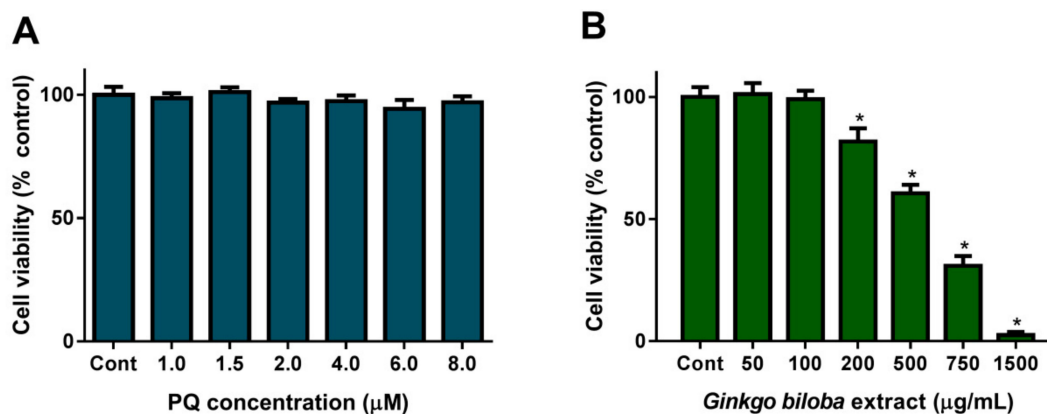 A
Cell viability (% control)
100
50
0
Cont 1.0 1.5 2.0 4.0 6.0 8.0
PQ concentration (μM)
B
Cell viability (% control)
100
50
0
* * * *
Cont 50 100 200 500 750 1500
Ginkgo biloba extract (μg/mL)